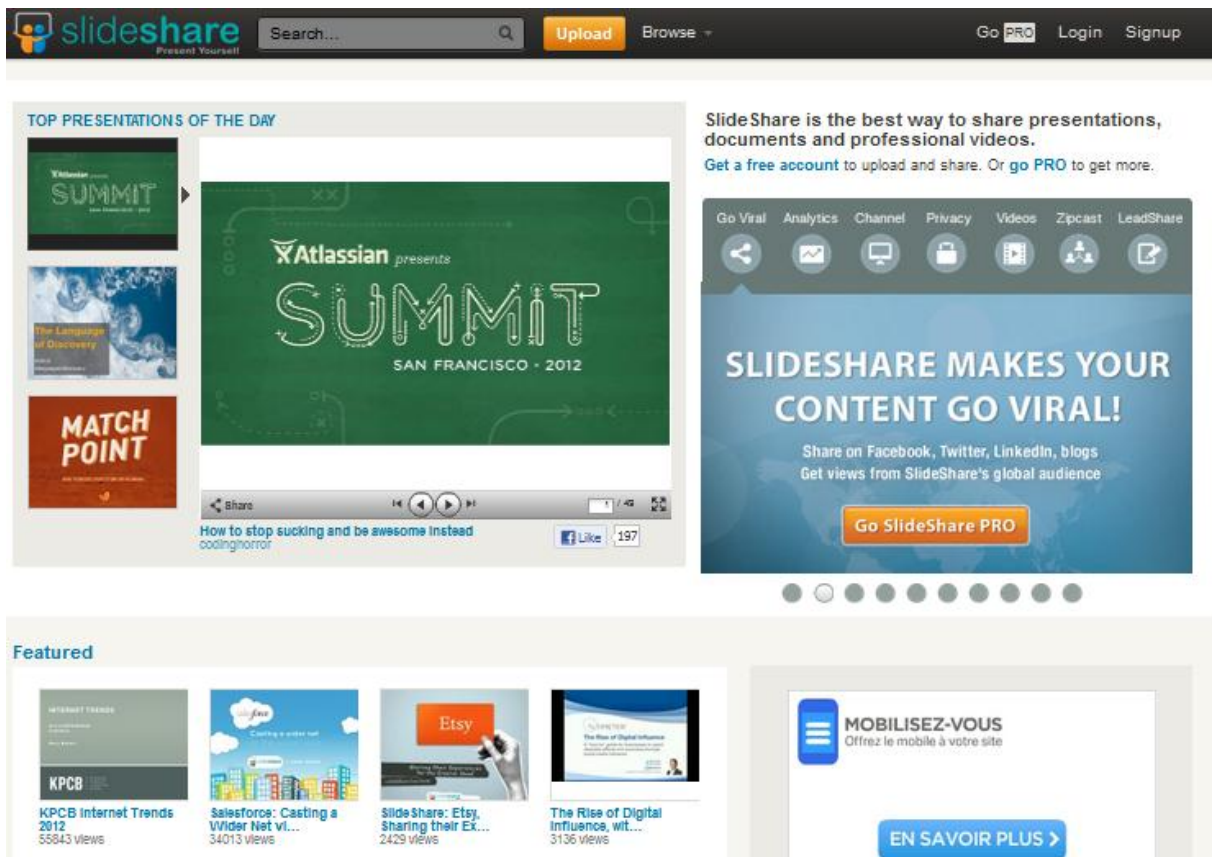 slideshare
Present Yourself
Search...
Upload
Browse
Go PRO
Login
Signup
TOP PRESENTATIONS OF THE DAY
Atlassian presents
SUMMIT
SAN FRANCISCO - 2012
The Language
of Discovery
MATCH
POINT
Atlassian presents
SUMMIT
SAN FRANCISCO - 2012
Share
1 / 49
How to stop sucking and be awesome instead
codinghorror
Like 197
SlideShare is the best way to share presentations,
documents and professional videos.
Get a free account to upload and share. Or go PRO to get more.
Go Viral Analytics Channel Privacy Videos Zipcast LeadShare
SLIDESHARE MAKES YOUR
CONTENT GO VIRAL!
Share on Facebook, Twitter, LinkedIn, blogs
Get views from SlideShare's global audience
Go SlideShare PRO
Featured
INTERNET TRENDS
KPCB
KPCB Internet Trends
2012
55843 views
Casting a wider net
Salesforce: Casting a
Wider Net vi...
34013 views
Etsy
SlideShare: Etsy,
Sharing their Ex...
2429 views
The Rise of Digital Influence
The Rise of Digital
Influence, wit...
3136 views
MOBILISEZ-VOUS
Offrez le mobile à votre site
EN SAVOIR PLUS >